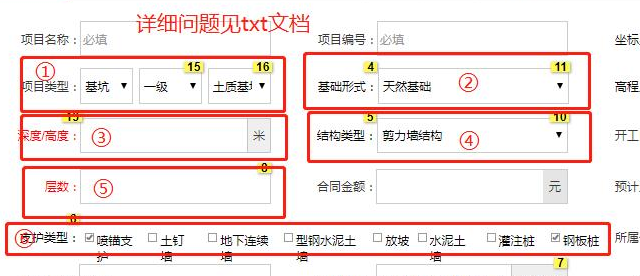 详细问题见txt文档
项目名称: 必填 项目编号: 必填 坐标
① 15 16 4 11
项目类型: 基坑 一级 土质基 基础形式: 天然基础 ② 高程
5 10
深度/高度: ③ 米 结构类型: 剪力墙结构 ④ 开工
层数: ⑤ 合同金额: 元 预计
支护类型: 喷锚支护 土钉墙 地下连续墙 型钢水泥土墙 放坡 水泥土墙 灌注桩 钢板桩 所属
7